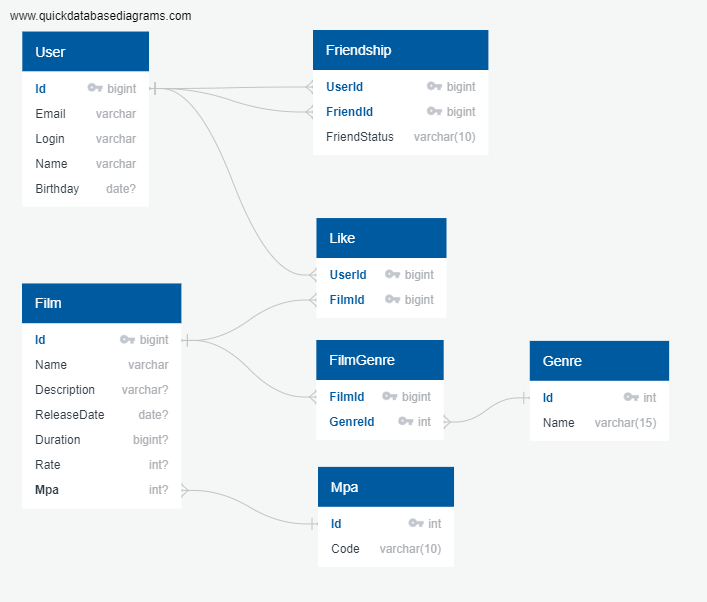 www.quickdatabasediagrams.com
User
Id bigint
Email varchar
Login varchar
Name varchar
Birthday date?
Friendship
UserId bigint
FriendId bigint
FriendStatus varchar(10)
Like
UserId bigint
FilmId bigint
Film
Id bigint
Name varchar
Description varchar?
ReleaseDate date?
Duration bigint?
Rate int?
Mpa int?
FilmGenre
FilmId bigint
GenreId int
Genre
Id int
Name varchar(15)
Mpa
Id int
Code varchar(10)